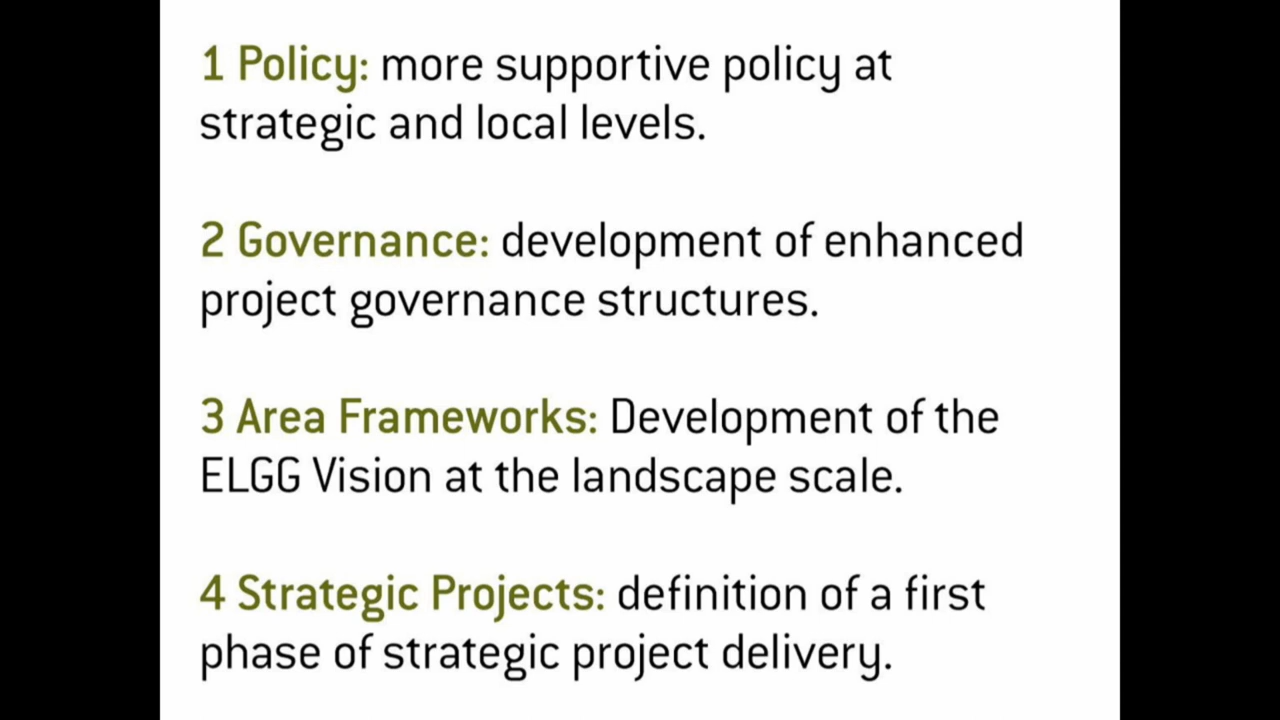 1 Policy: more supportive policy at
strategic and local levels.
2 Governance: development of enhanced
project governance structures.
3 Area Frameworks: Development of the
ELGG Vision at the landscape scale.
4 Strategic Projects: definition of a first
phase of strategic project delivery.